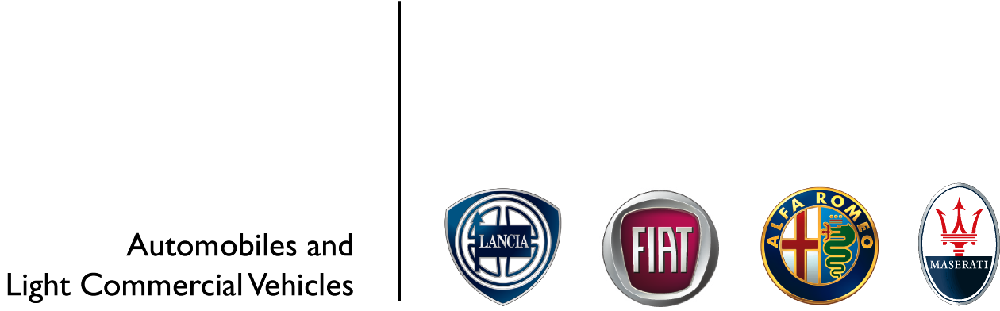 Automobiles and
Light Commercial Vehicles
LANCIA
FIAT
ALFA ROMEO
MASERATI